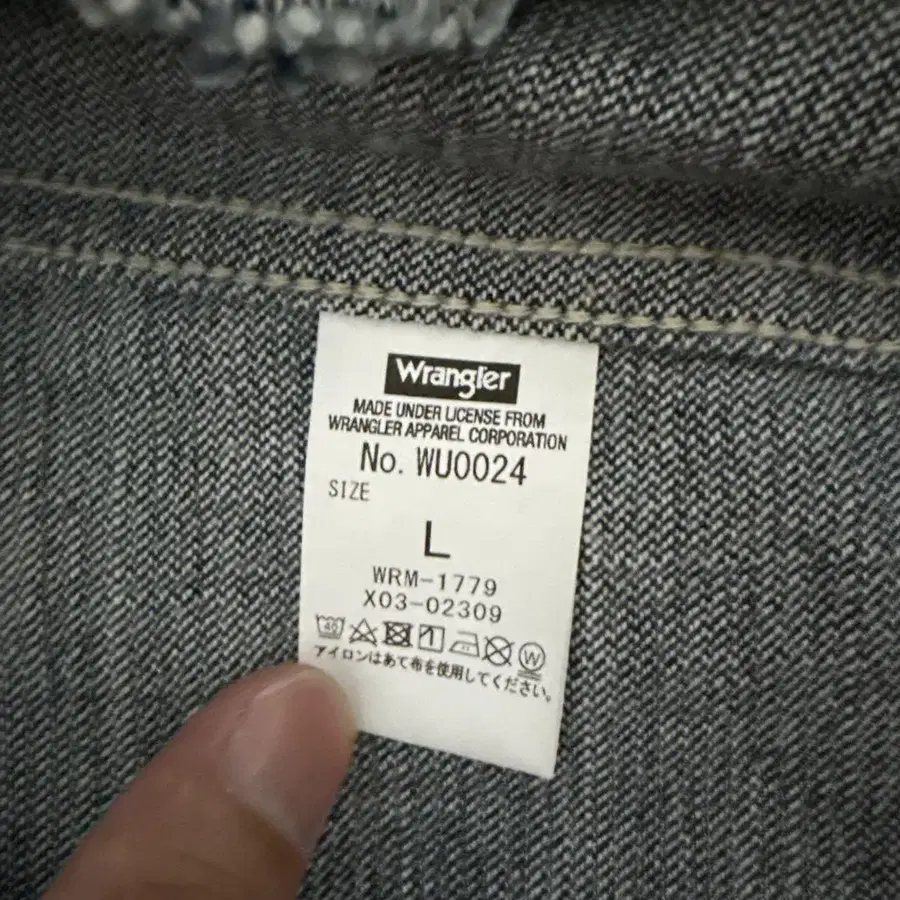 Wrangler
MADE UNDER LICENSE FROM
WRANGLER APPAREL CORPORATION
No. WU0024
SIZE
L
WRM-1779
X03-02309
40 W
アイロンはあて布を使用してください。